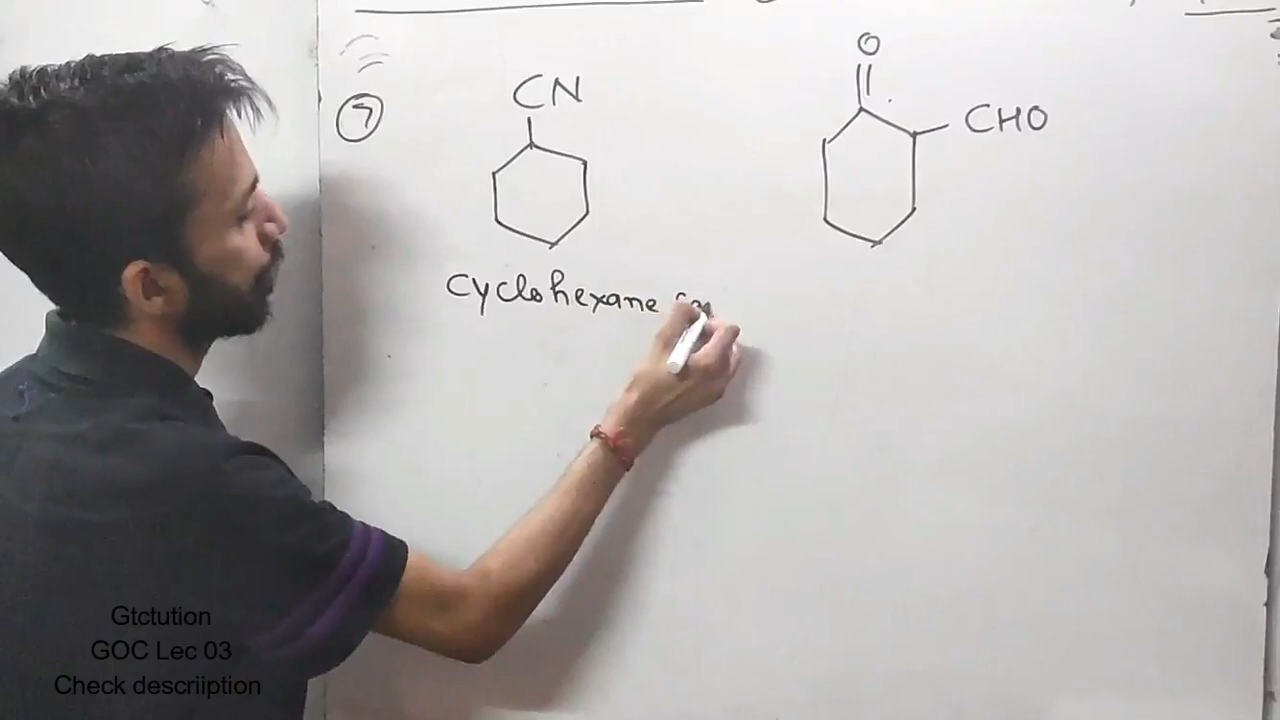 7
CN
O
CHO
Cyclohexane
Gtctution
GOC Lec 03
Check descriiption